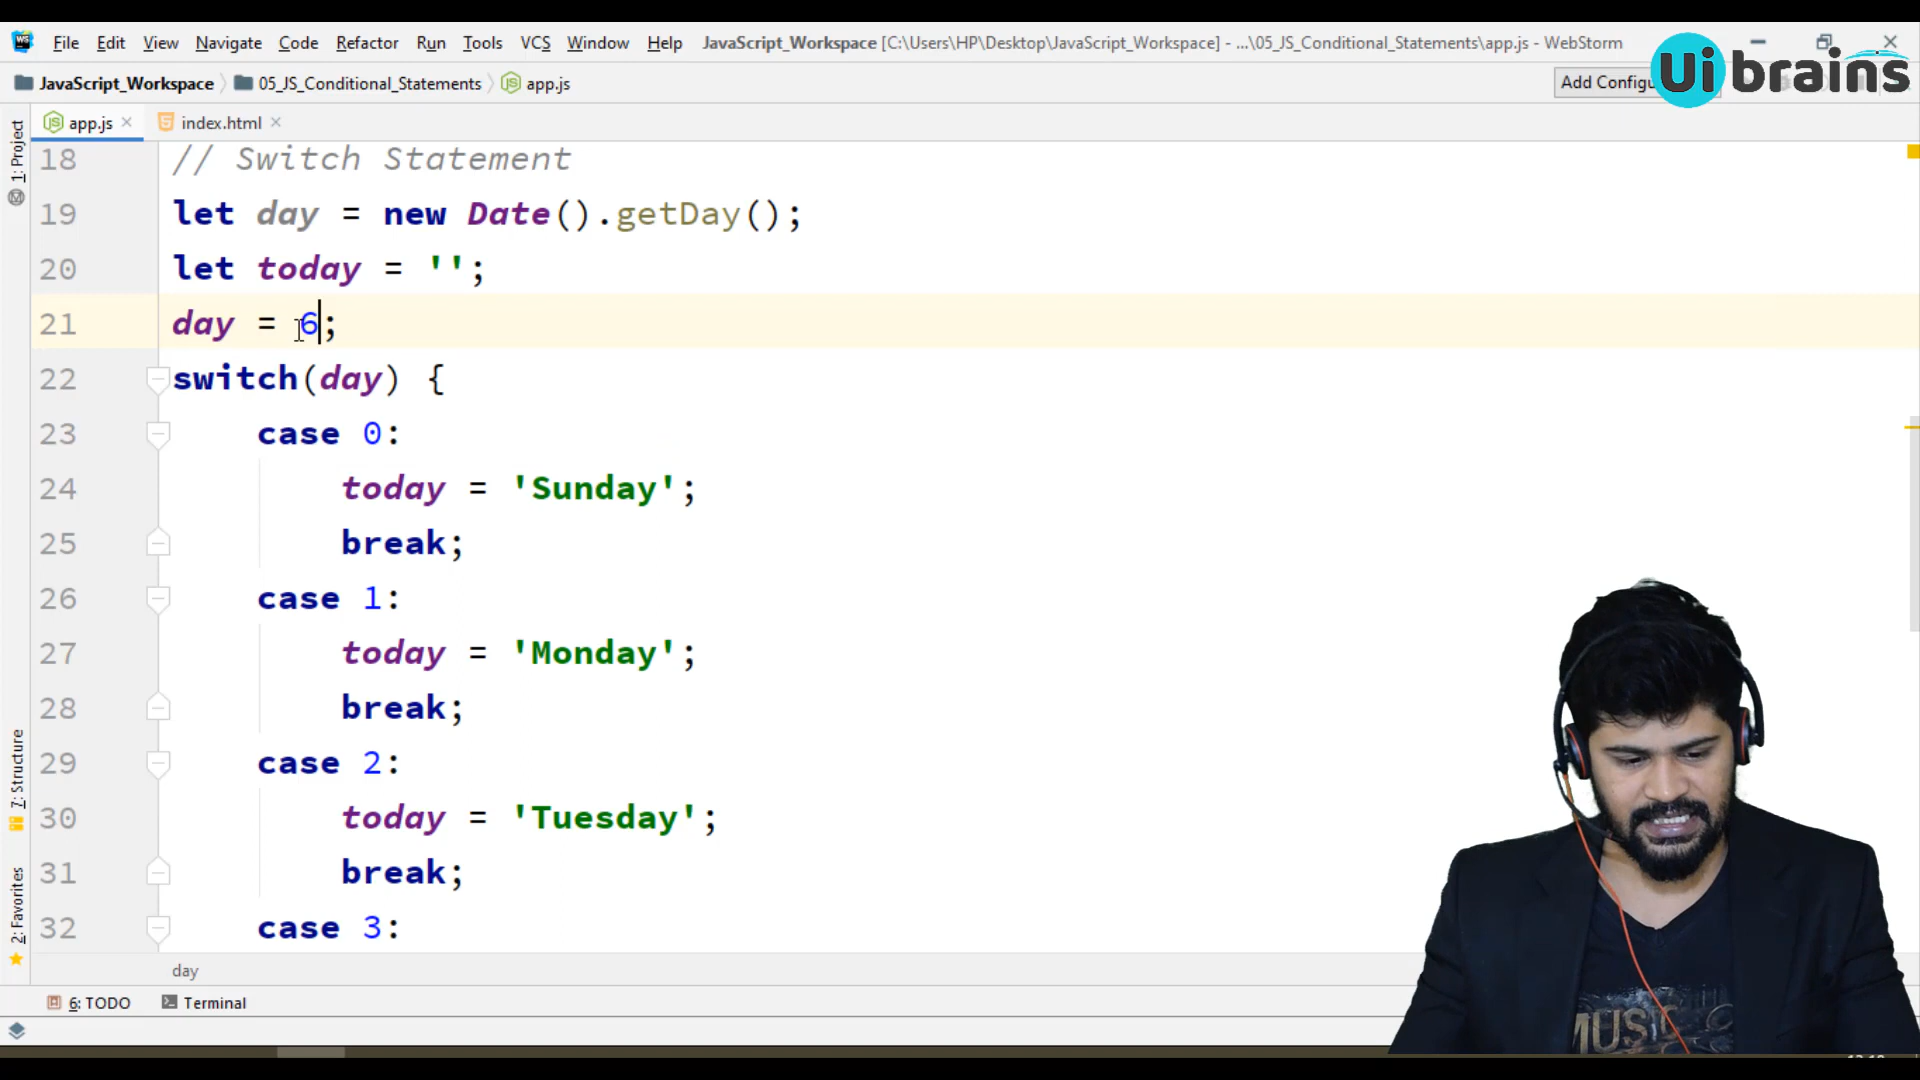 File Edit View Navigate Code Refactor Run Tools VCS Window Help JavaScript_Workspace [C:\Users\HP\Desktop\JavaScript_Workspace] - ...\05_JS_Conditional_Statements\app.js - WebStorm
JavaScript_Workspace 05_JS_Conditional_Statements app.js Add Config
Uibrains
app.js index.html
1: Project
7: Structure
2: Favorites
18 // Switch Statement
19 let day = new Date().getDay();
20 let today = '';
21 day = 6;
22 switch(day) {
23 case 0:
24 today = 'Sunday';
25 break;
26 case 1:
27 today = 'Monday';
28 break;
29 case 2:
30 today = 'Tuesday';
31 break;
32 case 3:
day
6: TODO Terminal
MUSIC